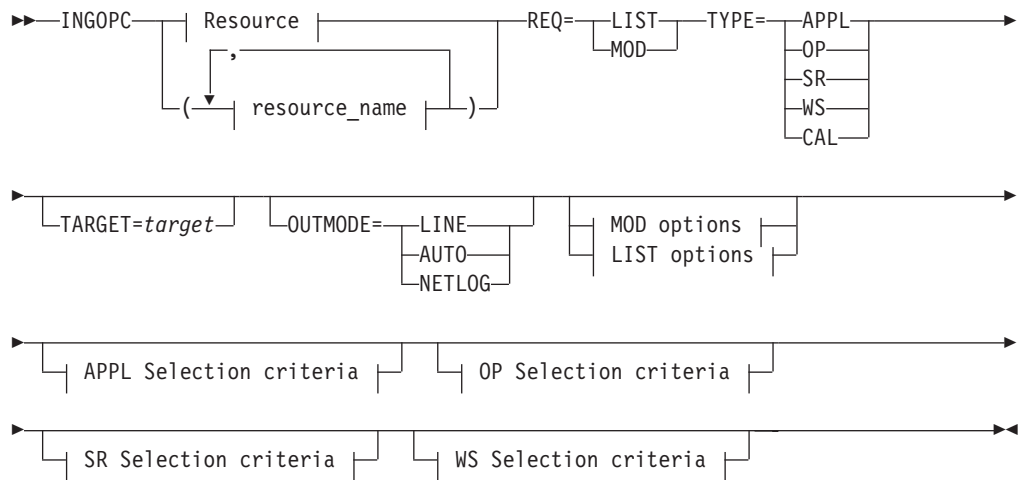 INGOPC Resource REQ= LIST TYPE= APPL
, MOD OP
( resource_name ) SR
WS
CAL
TARGET=target OUTMODE= LINE MOD options
AUTO LIST options
NETLOG
APPL Selection criteria OP Selection criteria
SR Selection criteria WS Selection criteria